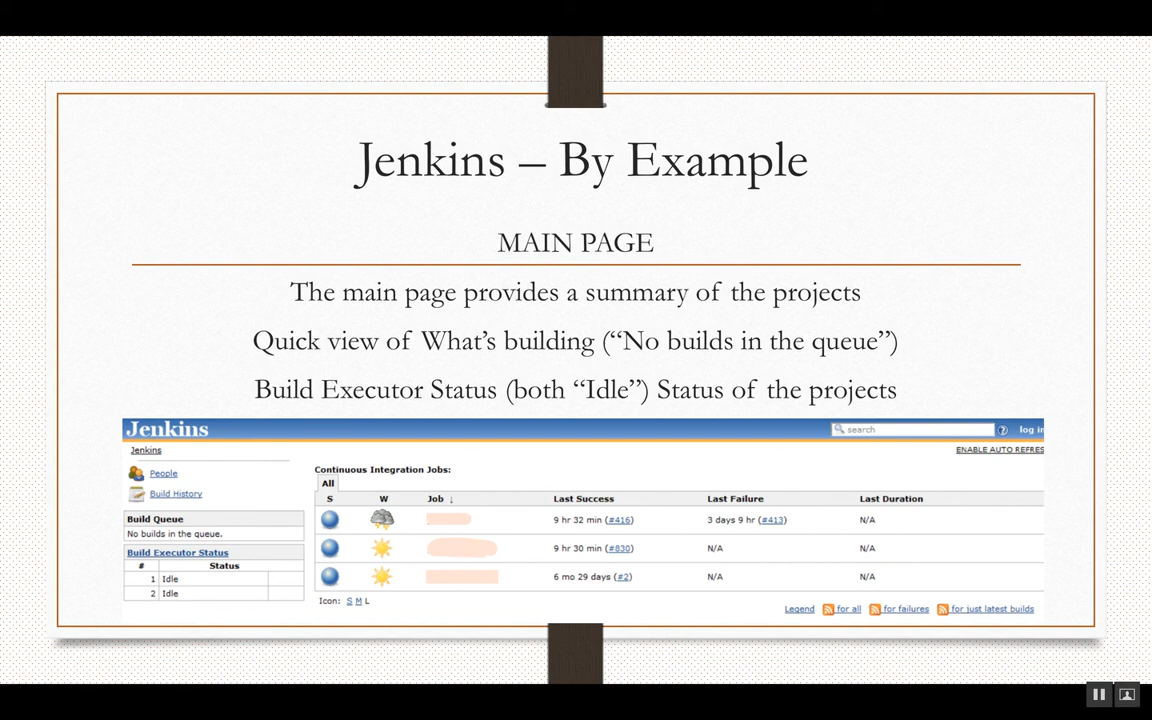 Jenkins – By Example
MAIN PAGE
The main page provides a summary of the projects
Quick view of What’s building (“No builds in the queue”)
Build Executor Status (both “Idle”) Status of the projects
Jenkins
search
log in
Jenkins
ENABLE AUTO REFRES
People
Build History
Continuous Integration Jobs:
All
S W Job ↓ Last Success Last Failure Last Duration
9 hr 32 min (#416) 3 days 9 hr (#413) N/A
9 hr 30 min (#830) N/A N/A
6 mo 29 days (#2) N/A N/A
Icon: S M L
Legend for all for failures for just latest builds
Build Queue
No builds in the queue.
Build Executor Status
# Status
1 Idle
2 Idle